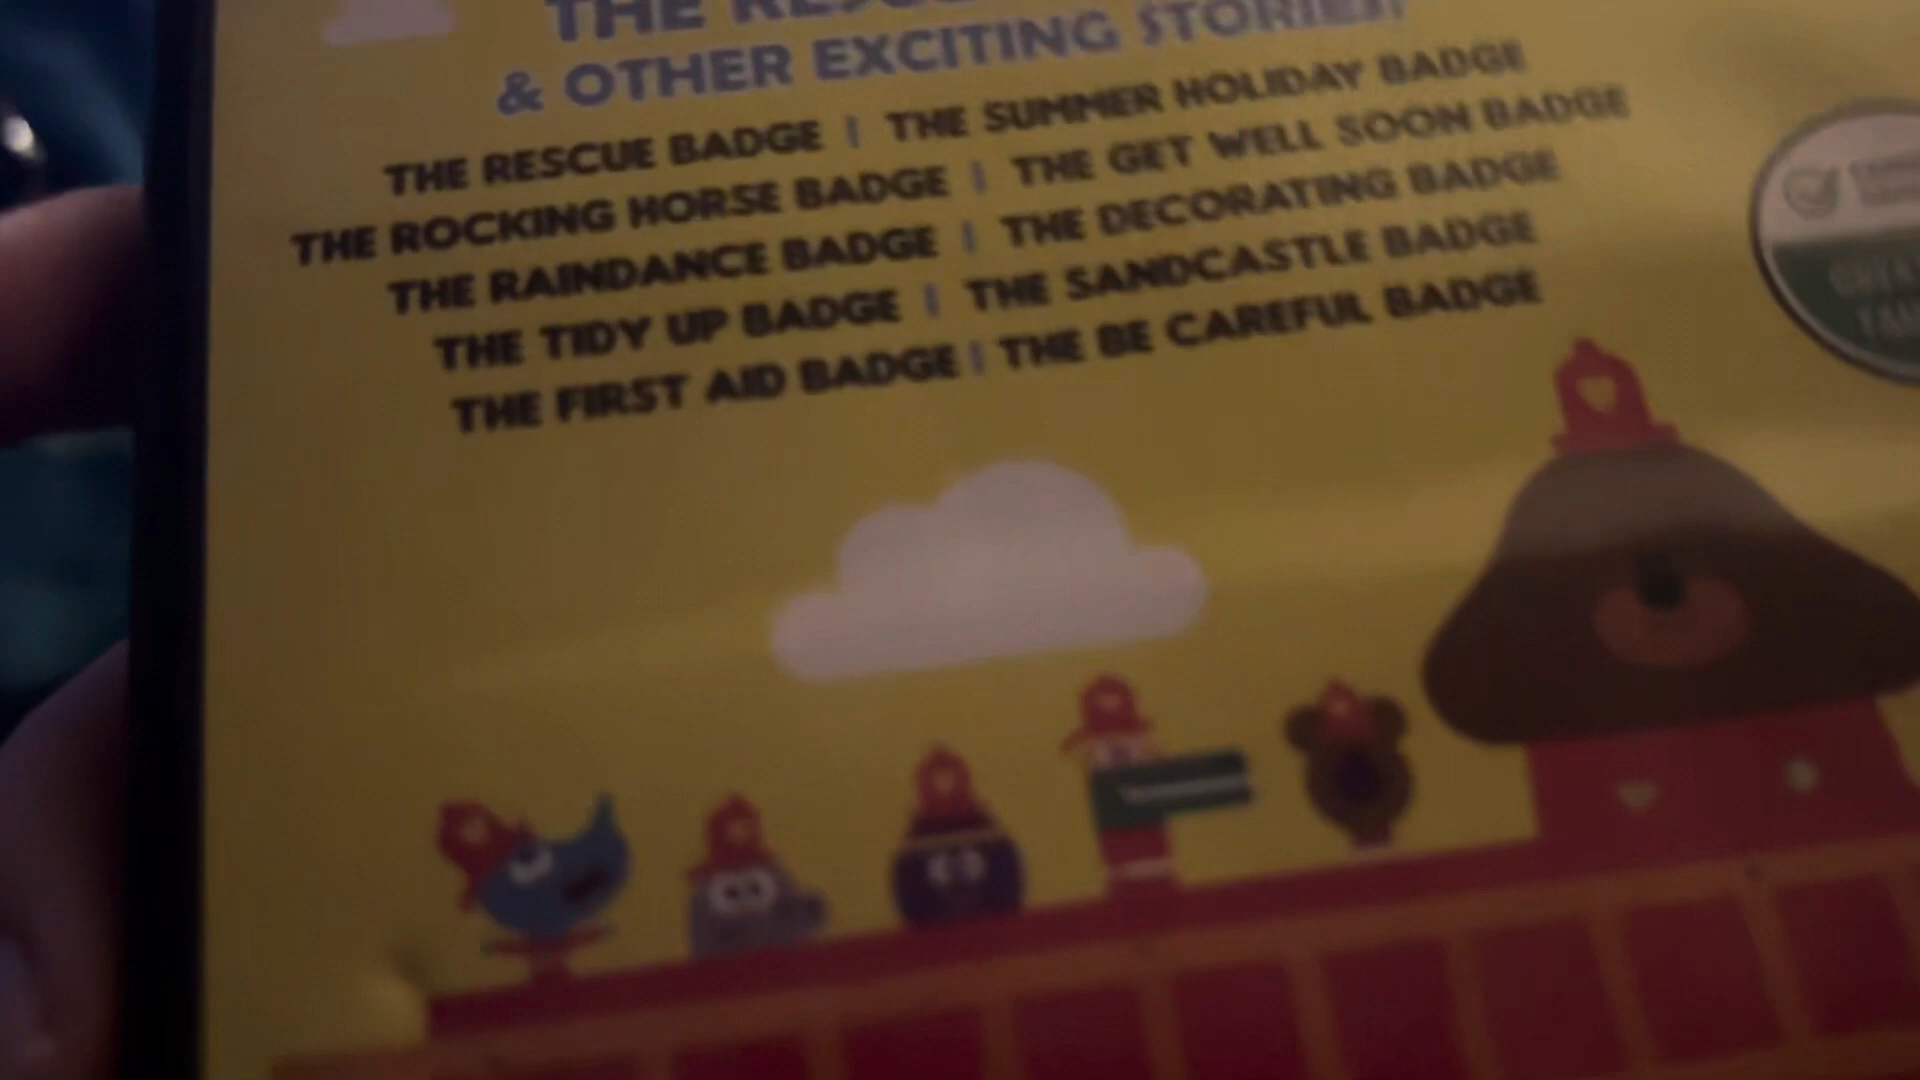 THE RESCUE
& OTHER EXCITING STORIES!
THE RESCUE BADGE | THE SUMMER HOLIDAY BADGE
THE ROCKING HORSE BADGE | THE GET WELL SOON BADGE
THE RAINDANCE BADGE | THE DECORATING BADGE
THE TIDY UP BADGE | THE SANDCASTLE BADGE
THE FIRST AID BADGE | THE BE CAREFUL BADGE